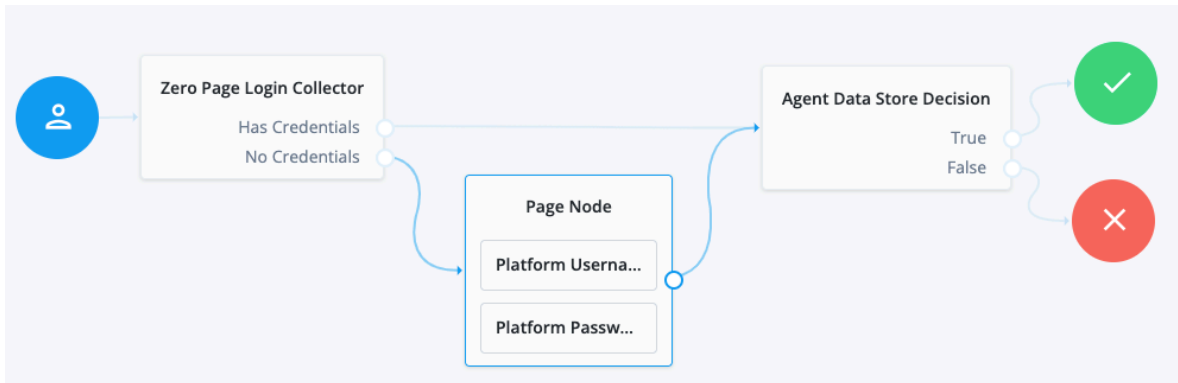 Zero Page Login Collector
Has Credentials
No Credentials
Page Node
Platform Userna...
Platform Passw...
Agent Data Store Decision
True
False